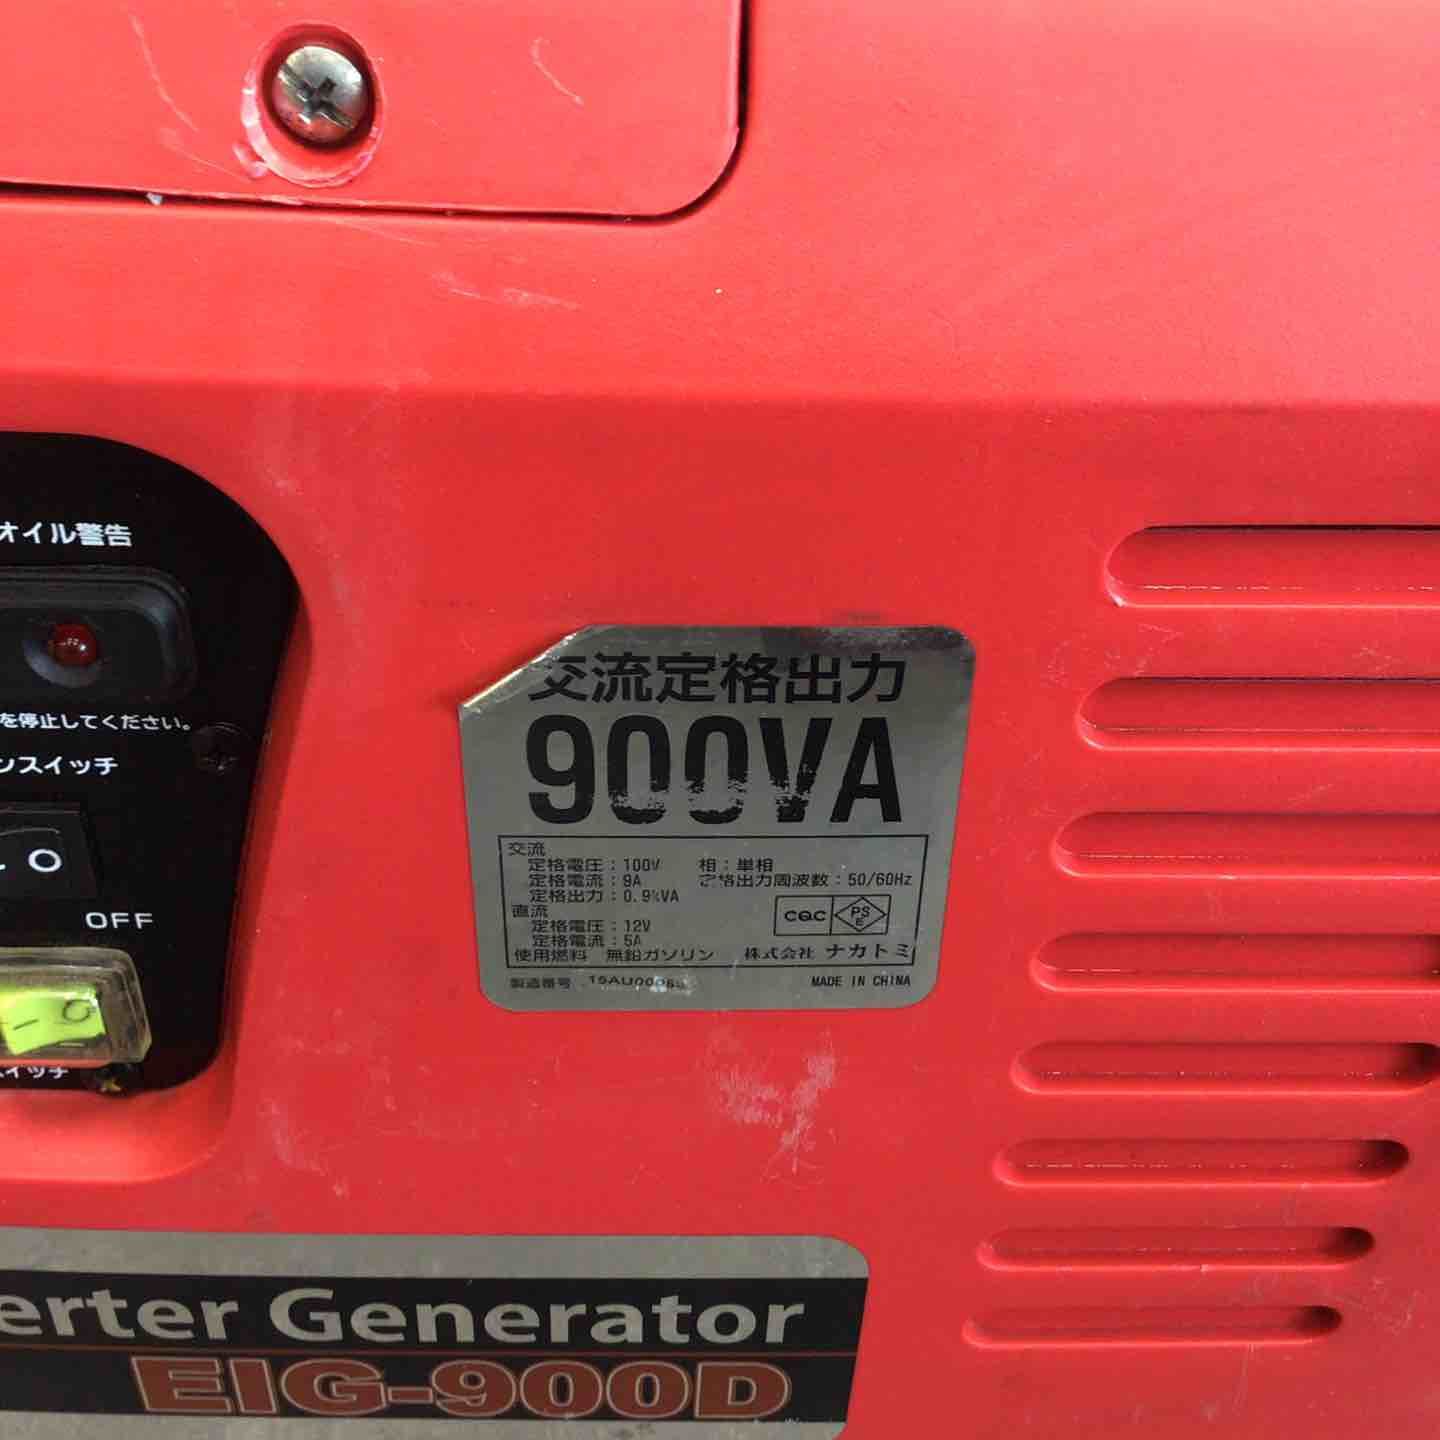 オイル警告
を停止してください。
ンスイッチ
O
OFF
- O
スイッチ
交流定格出力
900VA
交流
定格電圧：100V 相：単相
定格電流：9A 定格出力周波数：50/60Hz
定格出力：0.9kVA
直流
定格電圧：12V
定格電流：5A
CQC PSE
使用燃料 無鉛ガソリン 株式会社 ナカトミ
製造番号 MADE IN CHINA
erter Generator
EIG-900D